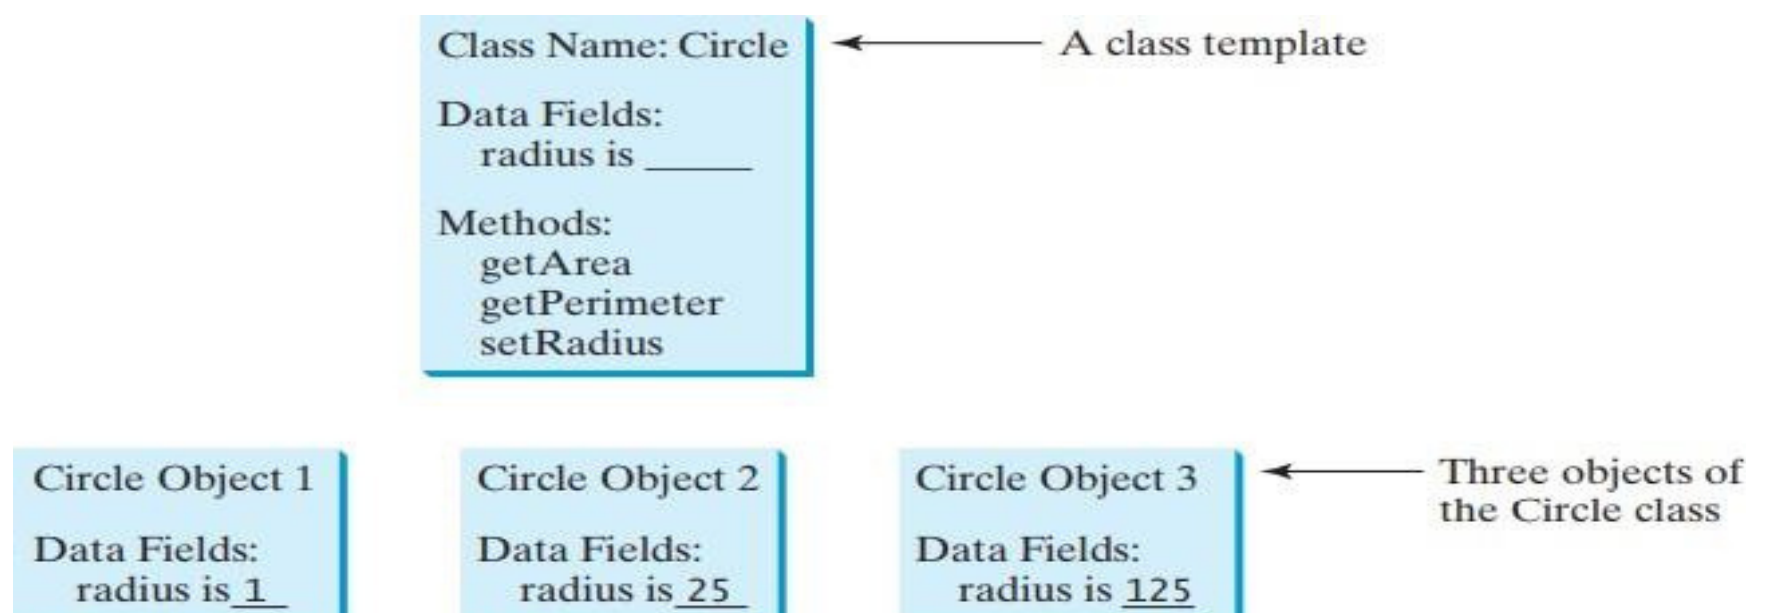 Class Name: Circle
A class template
Data Fields:
radius is _____
Methods:
getArea
getPerimeter
setRadius
Circle Object 1
Data Fields:
radius is 1
Circle Object 2
Data Fields:
radius is 25
Circle Object 3
Data Fields:
radius is 125
Three objects of
the Circle class